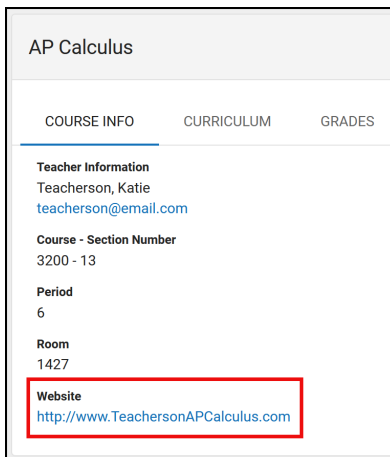 AP Calculus
COURSE INFO CURRICULUM GRADES
Teacher Information
Teacherson, Katie
teacherson@email.com
Course - Section Number
3200 - 13
Period
6
Room
1427
Website
http://www.TeachersonAPCalculus.com